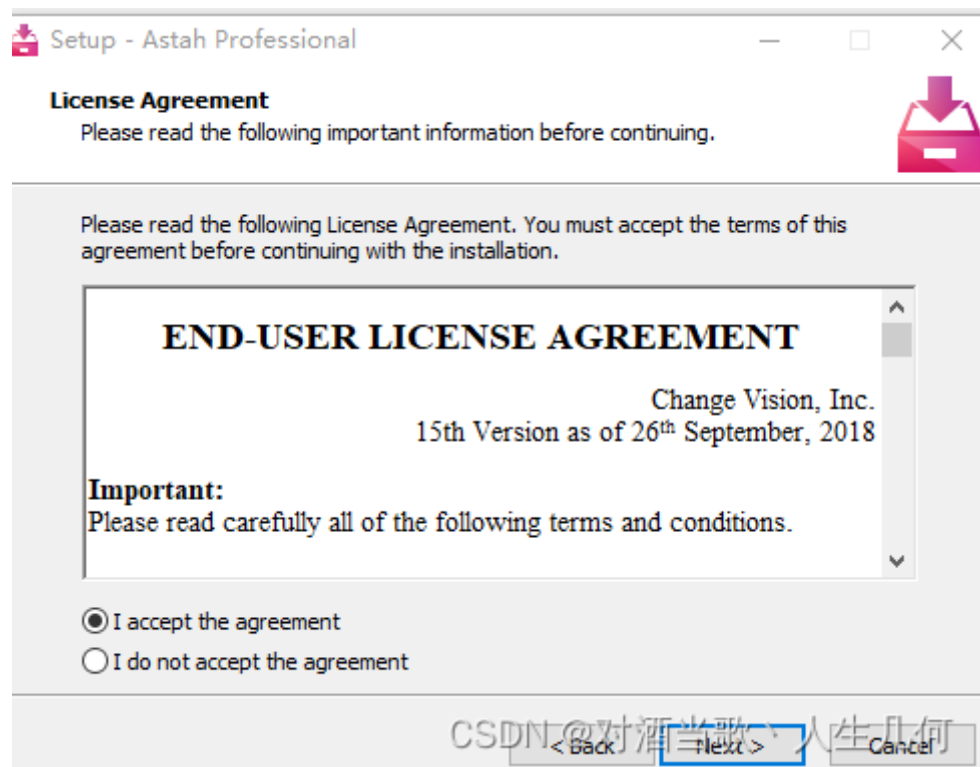 Setup - Astah Professional
License Agreement
Please read the following important information before continuing.
Please read the following License Agreement. You must accept the terms of this
agreement before continuing with the installation.
END-USER LICENSE AGREEMENT
Change Vision, Inc.
15th Version as of 26th September, 2018
Important:
Please read carefully all of the following terms and conditions.
I accept the agreement
I do not accept the agreement
< Back Next > Cancel
CSDN @对酒当歌、人生几何